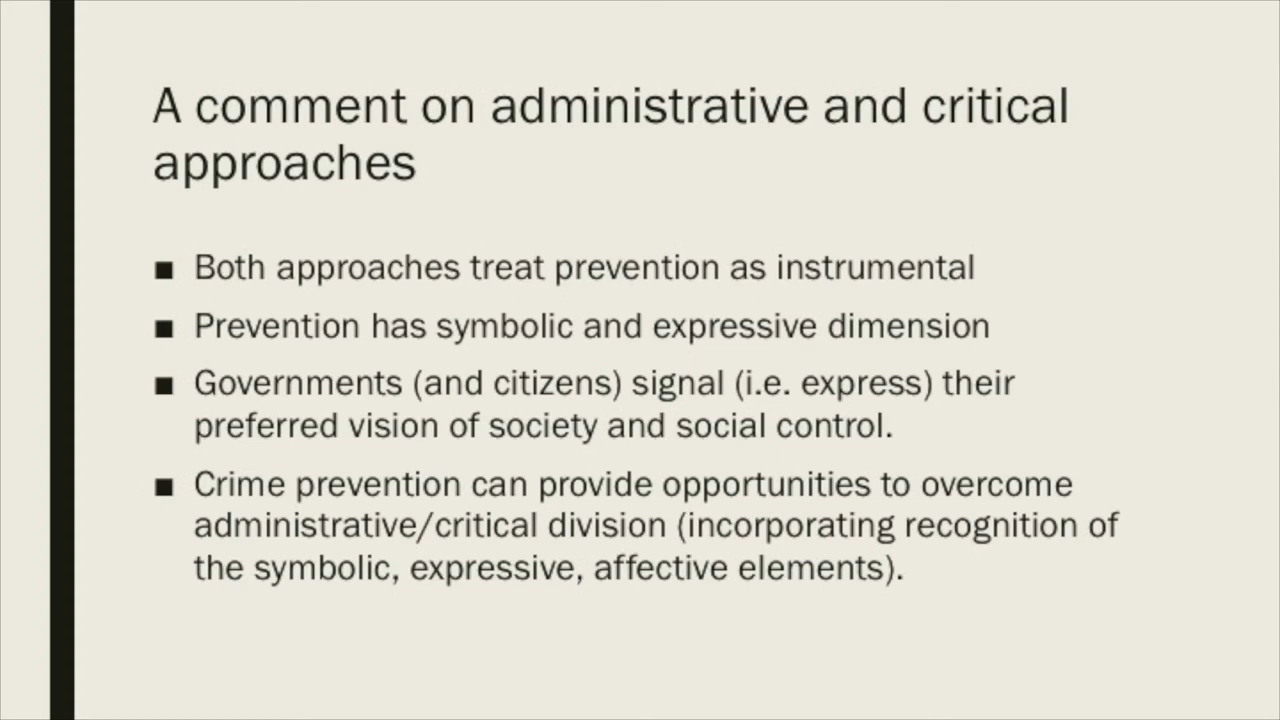 A comment on administrative and critical
approaches
■ Both approaches treat prevention as instrumental
■ Prevention has symbolic and expressive dimension
■ Governments (and citizens) signal (i.e. express) their
preferred vision of society and social control.
■ Crime prevention can provide opportunities to overcome
administrative/critical division (incorporating recognition of
the symbolic, expressive, affective elements).